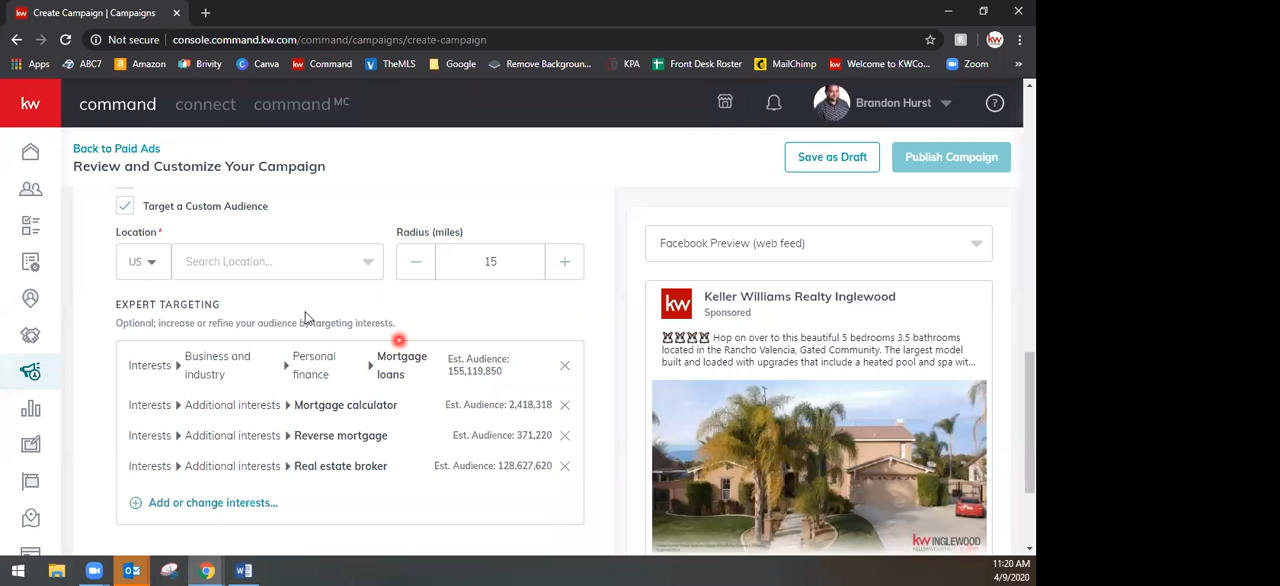 kw Create Campaign | Campaigns
Not secure console.command.kw.com/command/campaigns/create-campaign
kw
Apps ABC7 Amazon Brivity Canva kw Command TheMLS Google Remove Backgroun... KPA Front Desk Roster MailChimp kw Welcome to KWCo... Zoom »
kw command connect command MC Brandon Hurst ?
Back to Paid Ads
Review and Customize Your Campaign
Save as Draft Publish Campaign
Target a Custom Audience
Location* Radius (miles)
US Search Location... − 15 +
EXPERT TARGETING
Optional; increase or refine your audience by targeting interests.
Interests Business and industry Personal finance Mortgage loans Est. Audience: 155,119,850
Interests Additional interests Mortgage calculator Est. Audience: 2,418,318
Interests Additional interests Reverse mortgage Est. Audience: 371,220
Interests Additional interests Real estate broker Est. Audience: 128,627,620
Add or change interests...
Facebook Preview (web feed)
kw Keller Williams Realty Inglewood
Sponsored
Hop on over to this beautiful 5 bedrooms 3.5 bathrooms
located in the Rancho Valencia, Gated Community. The largest model
built and loaded with upgrades that include a heated pool and spa wit...
kw INGLEWOOD
11:20 AM
4/9/2020